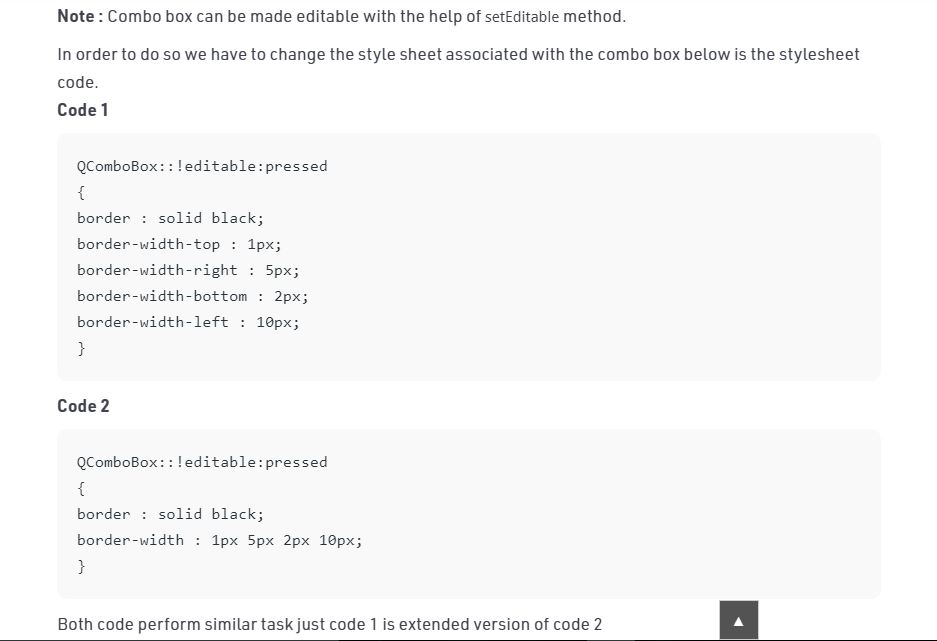 Note : Combo box can be made editable with the help of setEditable method.
In order to do so we have to change the style sheet associated with the combo box below is the stylesheet
code.
Code 1
QComboBox::!editable:pressed
{
border : solid black;
border-width-top : 1px;
border-width-right : 5px;
border-width-bottom : 2px;
border-width-left : 10px;
}
Code 2
QComboBox::!editable:pressed
{
border : solid black;
border-width : 1px 5px 2px 10px;
}
Both code perform similar task just code 1 is extended version of code 2